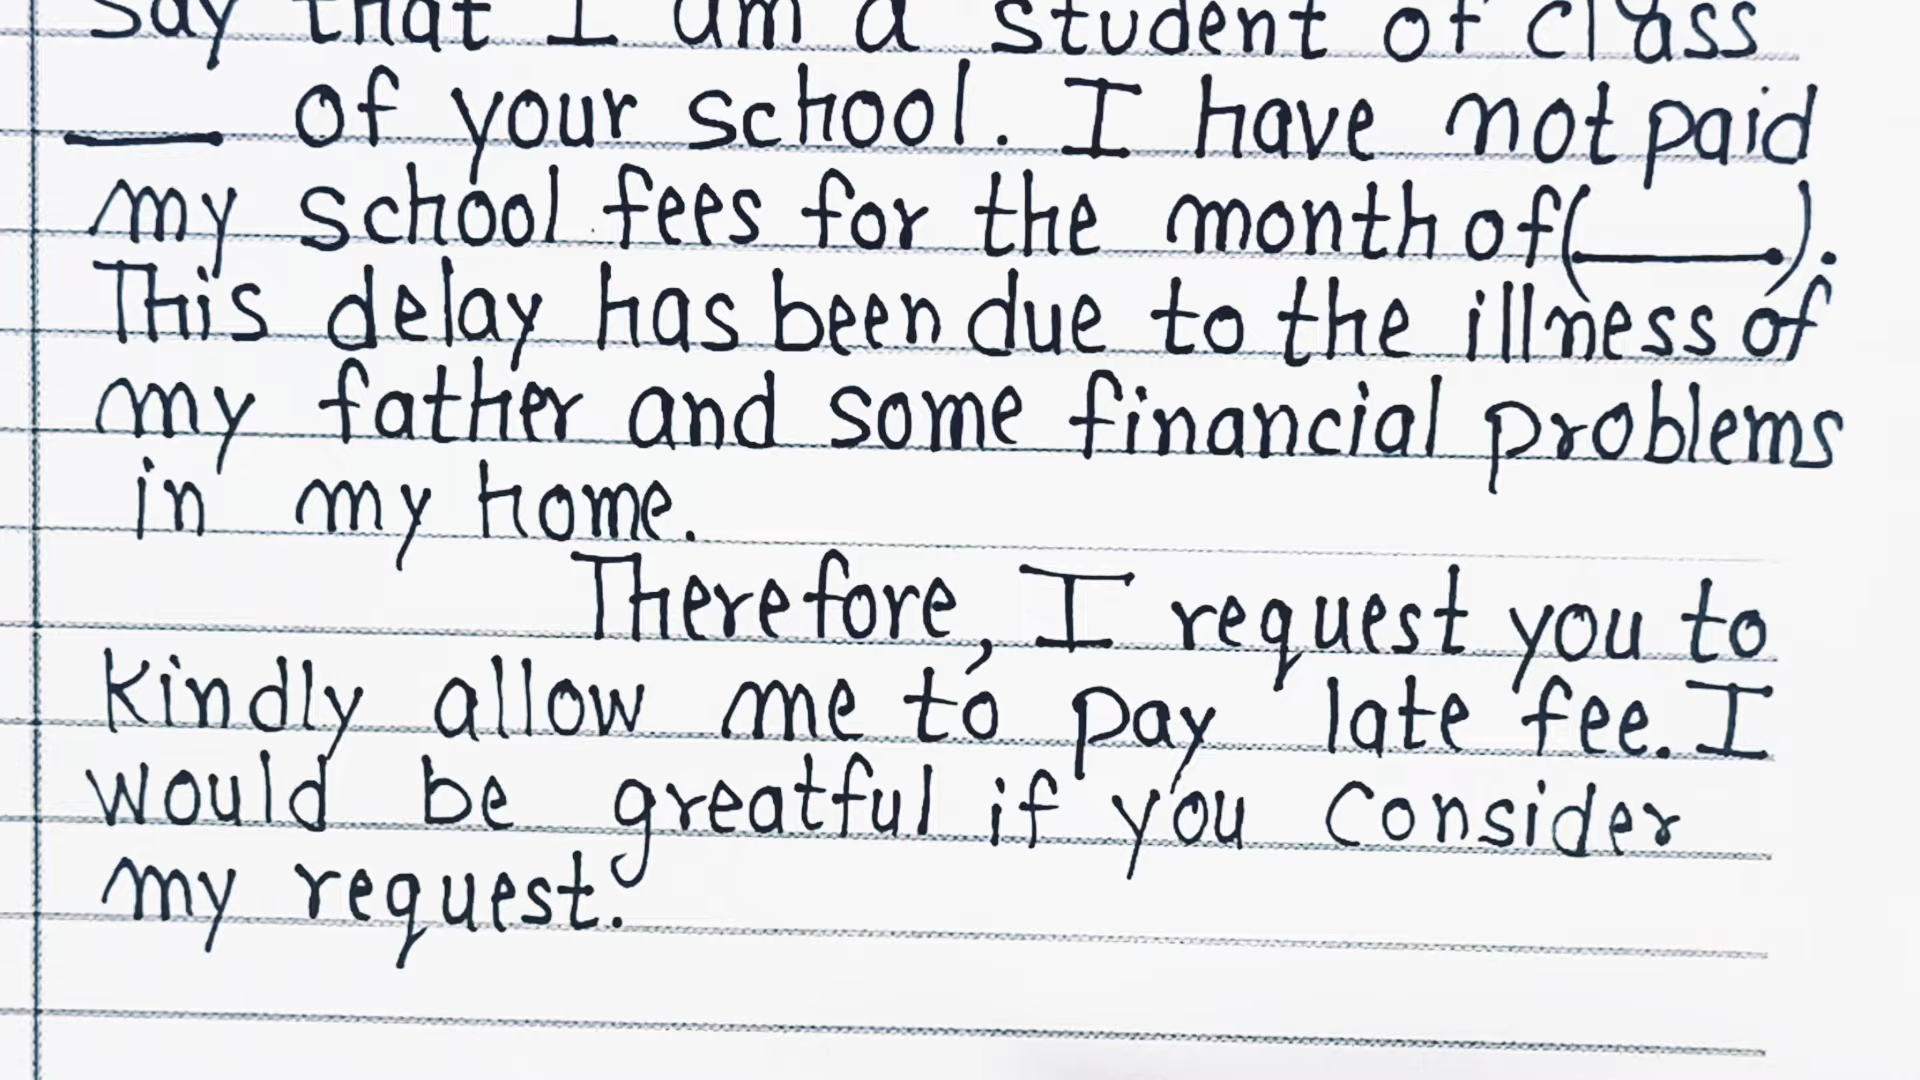 say that I am a student of class
____ of your school. I have not paid
my school fees for the month of(____).
This delay has been due to the illness of
my father and some financial problems
in my home.
Therefore, I request you to
kindly allow me to pay late fee. I
would be greatful if you consider
my request.